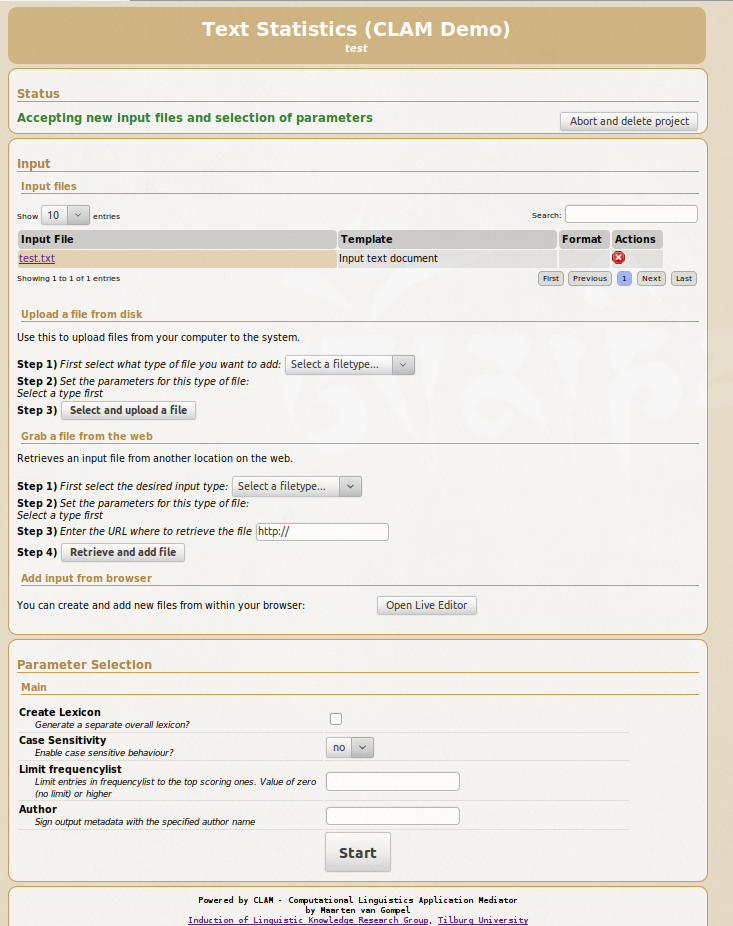 Text Statistics (CLAM Demo)
test
Status
Accepting new input files and selection of parameters
Abort and delete project
Input
Input files
Show 10 entries
Search:
Input File Template Format Actions
test.txt Input text document
Showing 1 to 1 of 1 entries
First Previous 1 Next Last
Upload a file from disk
Use this to upload files from your computer to the system.
Step 1) First select what type of file you want to add: Select a filetype...
Step 2) Set the parameters for this type of file:
Select a type first
Step 3) Select and upload a file
Grab a file from the web
Retrieves an input file from another location on the web.
Step 1) First select the desired input type: Select a filetype...
Step 2) Set the parameters for this type of file:
Select a type first
Step 3) Enter the URL where to retrieve the file http://
Step 4) Retrieve and add file
Add input from browser
You can create and add new files from within your browser: Open Live Editor
Parameter Selection
Main
Create Lexicon
Generate a separate overall lexicon?
Case Sensitivity
Enable case sensitive behaviour?
no
Limit frequencylist
Limit entries in frequencylist to the top scoring ones. Value of zero
(no limit) or higher
Author
Sign output metadata with the specified author name
Start
Powered by CLAM - Computational Linguistics Application Mediator
by Maarten van Gompel
Induction of Linguistic Knowledge Research Group, Tilburg University